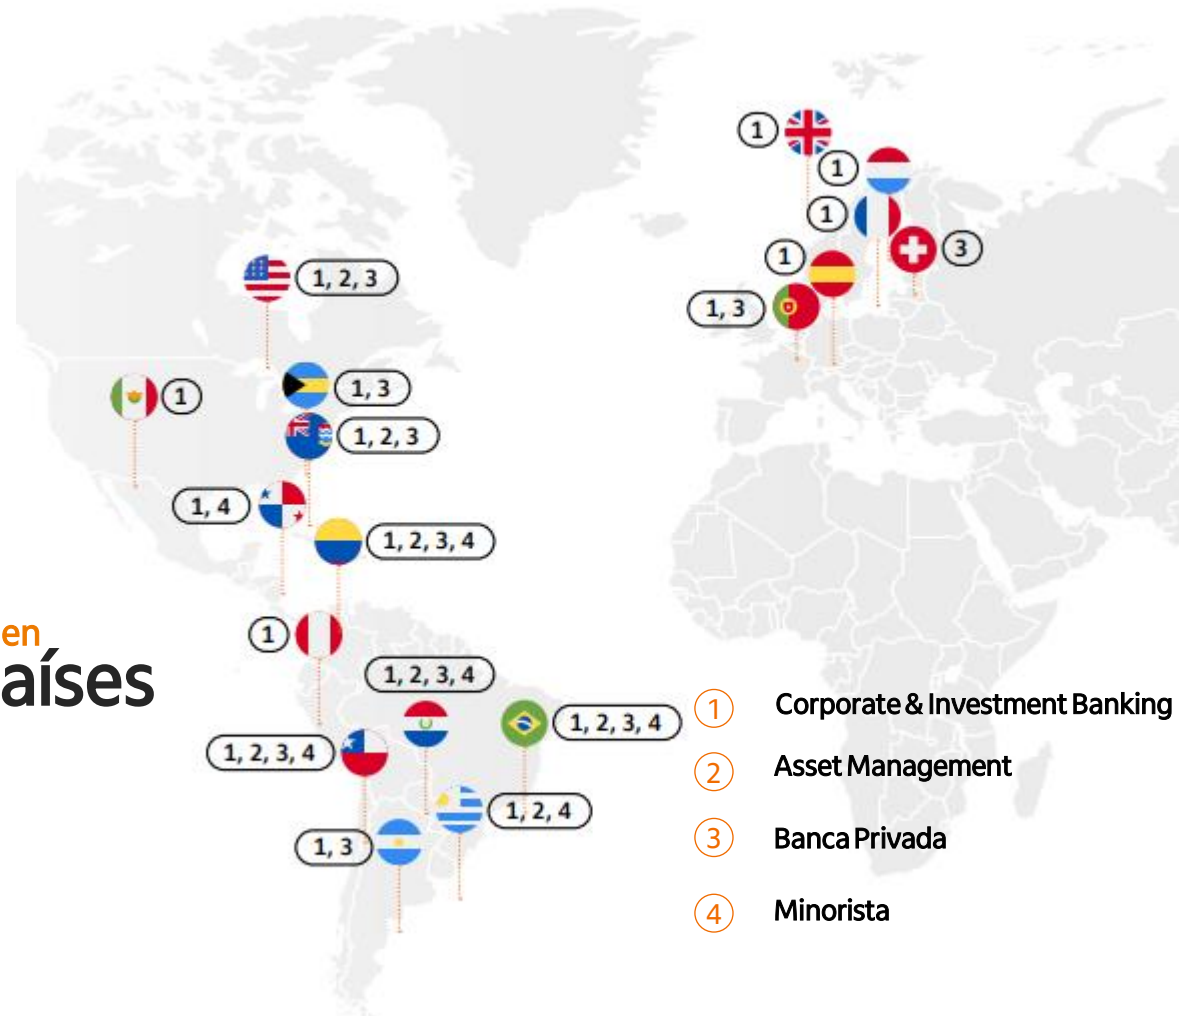 1
1
1
3
1
1, 3
1, 2, 3
1, 3
1
1, 2, 3
1, 4
1, 2, 3, 4
en
aíses
1
1, 2, 3, 4
1, 2, 3, 4
1, 2, 3, 4
1, 2, 4
1, 3
1 Corporate & Investment Banking
2 Asset Management
3 Banca Privada
4 Minorista